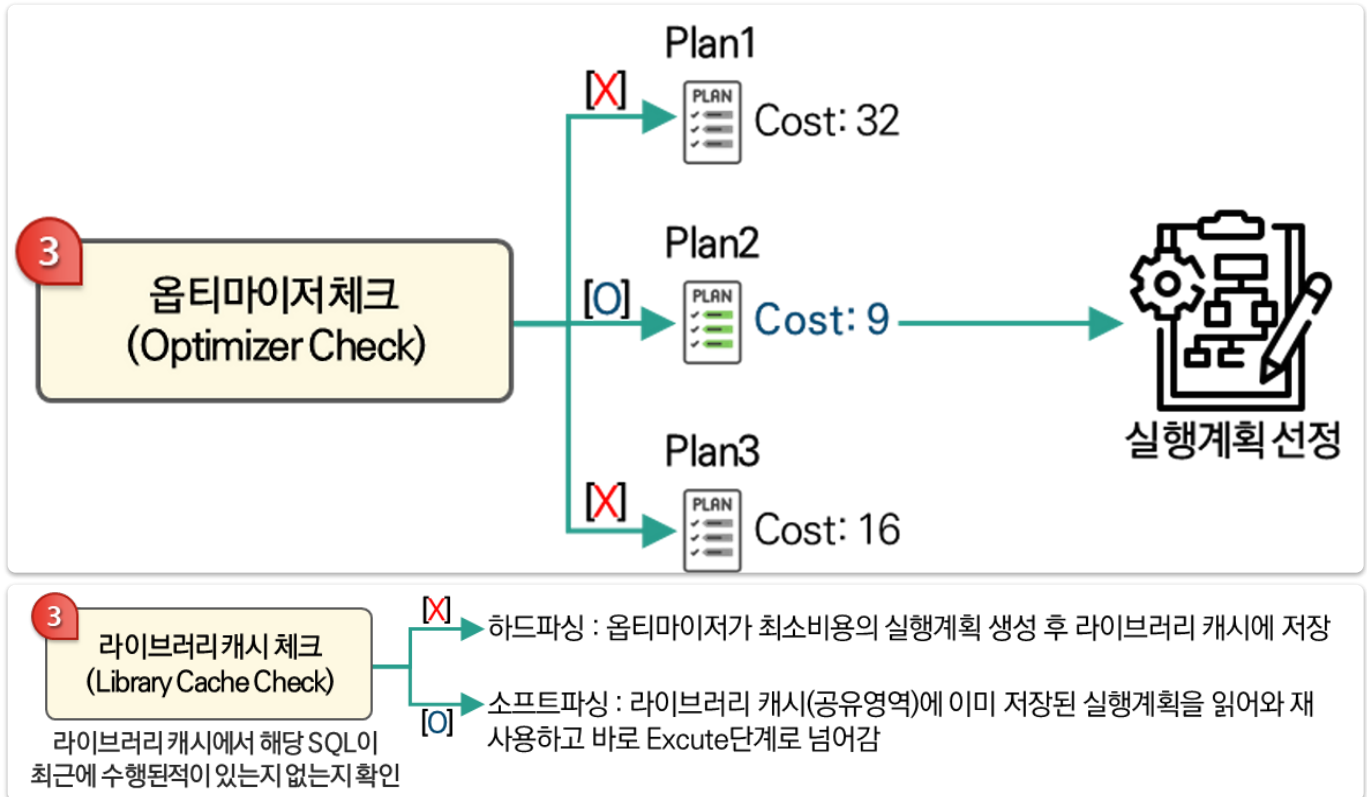 Plan1
[X]
PLAN
Cost: 32
3
옵티마이저 체크
(Optimizer Check)
Plan2
[O]
PLAN
Cost: 9
실행계획 선정
Plan3
[X]
PLAN
Cost: 16
3
라이브러리 캐시 체크
(Library Cache Check)
라이브러리 캐시에서 해당 SQL이
최근에 수행된적이 있는지 없는지 확인
[X]
하드파싱 : 옵티마이저가 최소비용의 실행계획 생성 후 라이브러리 캐시에 저장
[O]
소프트파싱 : 라이브러리 캐시(공유영역)에 이미 저장된 실행계획을 읽어와 재
사용하고 바로 Excute단계로 넘어감